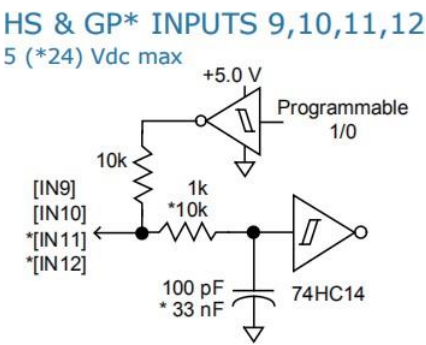 HS & GP* INPUTS 9,10,11,12
5 (*24) Vdc max
+5.0 V
Programmable
1/0
10k
[IN9]
[IN10]
*[IN11]
*[IN12]
1k
*10k
100 pF
* 33 nF
74HC14